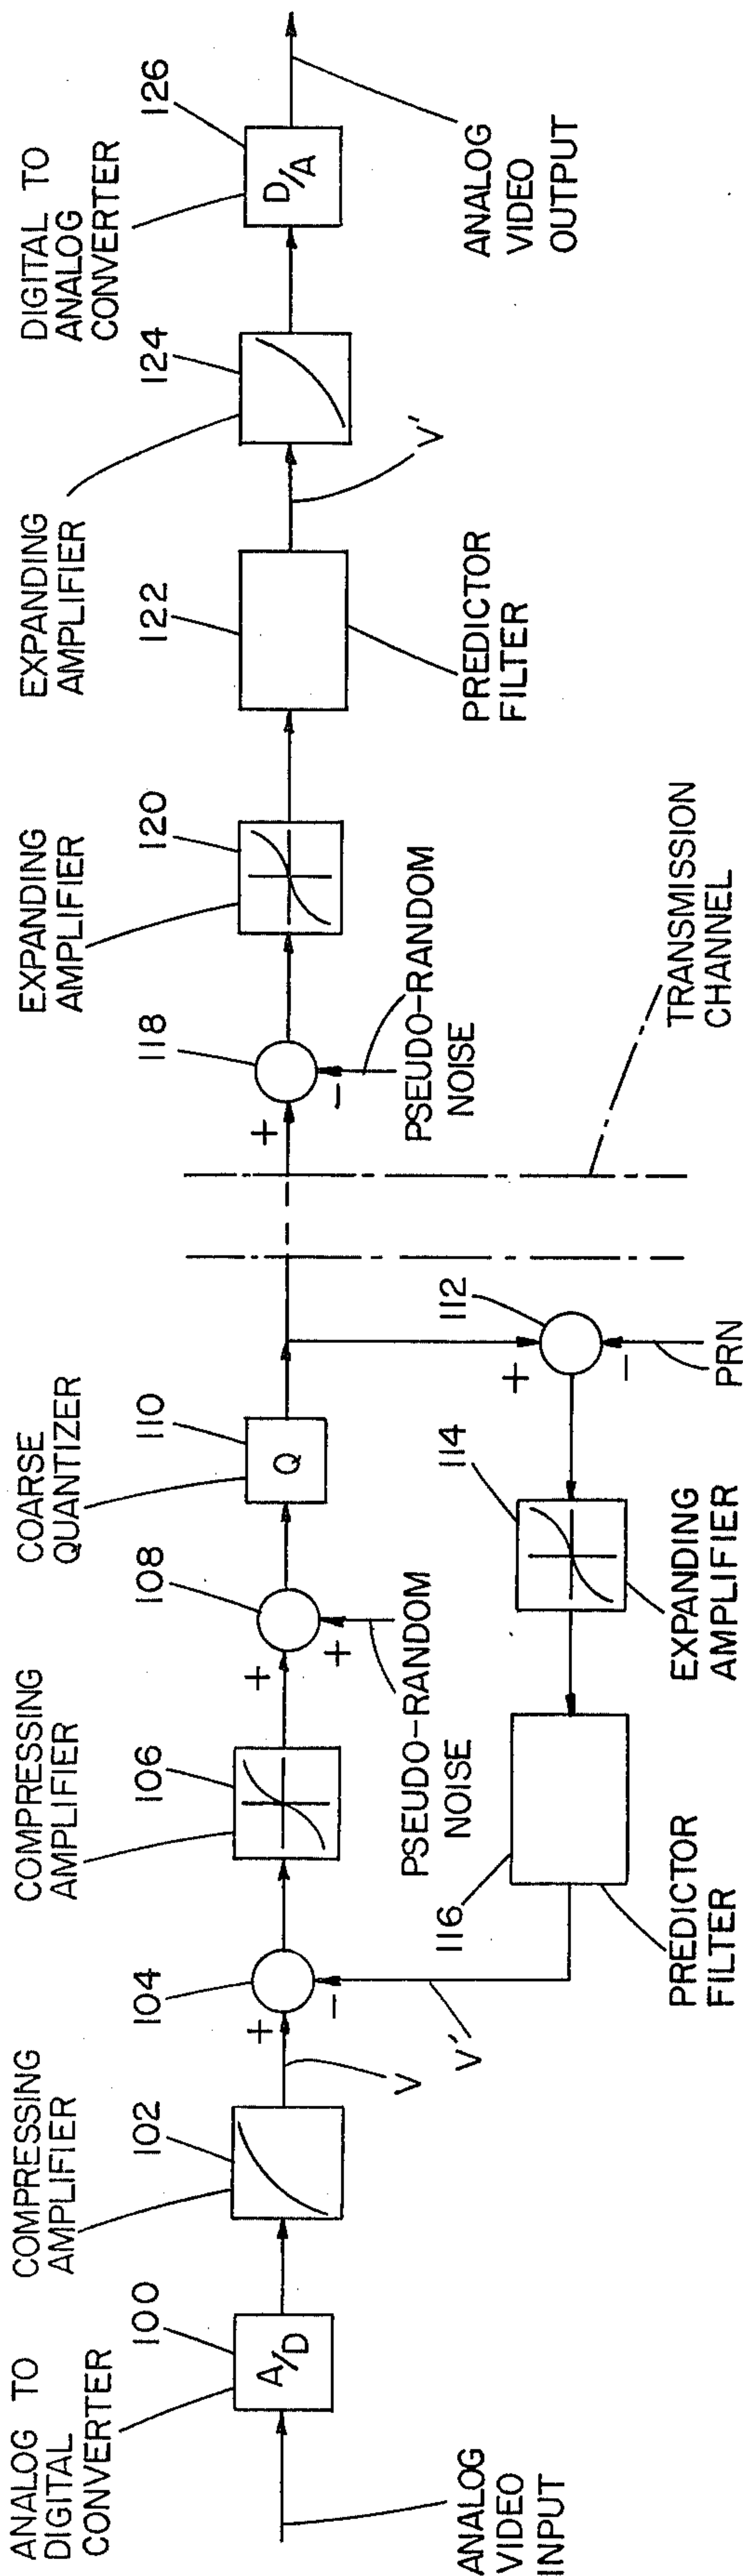 ANALOG TO
DIGITAL
CONVERTER
100
A/D
ANALOG
VIDEO
INPUT
COMPRESSING
AMPLIFIER
102
V
104
+
−
V'
COMPRESSING
AMPLIFIER
106
108
+
+
PSEUDO-RANDOM
NOISE
COARSE
QUANTIZER
110
Q
112
+
−
PRN
114
EXPANDING
AMPLIFIER
116
PREDICTOR
FILTER
TRANSMISSION
CHANNEL
118
+
−
PSEUDO-RANDOM
NOISE
EXPANDING
AMPLIFIER
120
122
PREDICTOR
FILTER
V'
EXPANDING
AMPLIFIER
124
DIGITAL TO
ANALOG
CONVERTER
126
D/A
ANALOG
VIDEO
OUTPUT